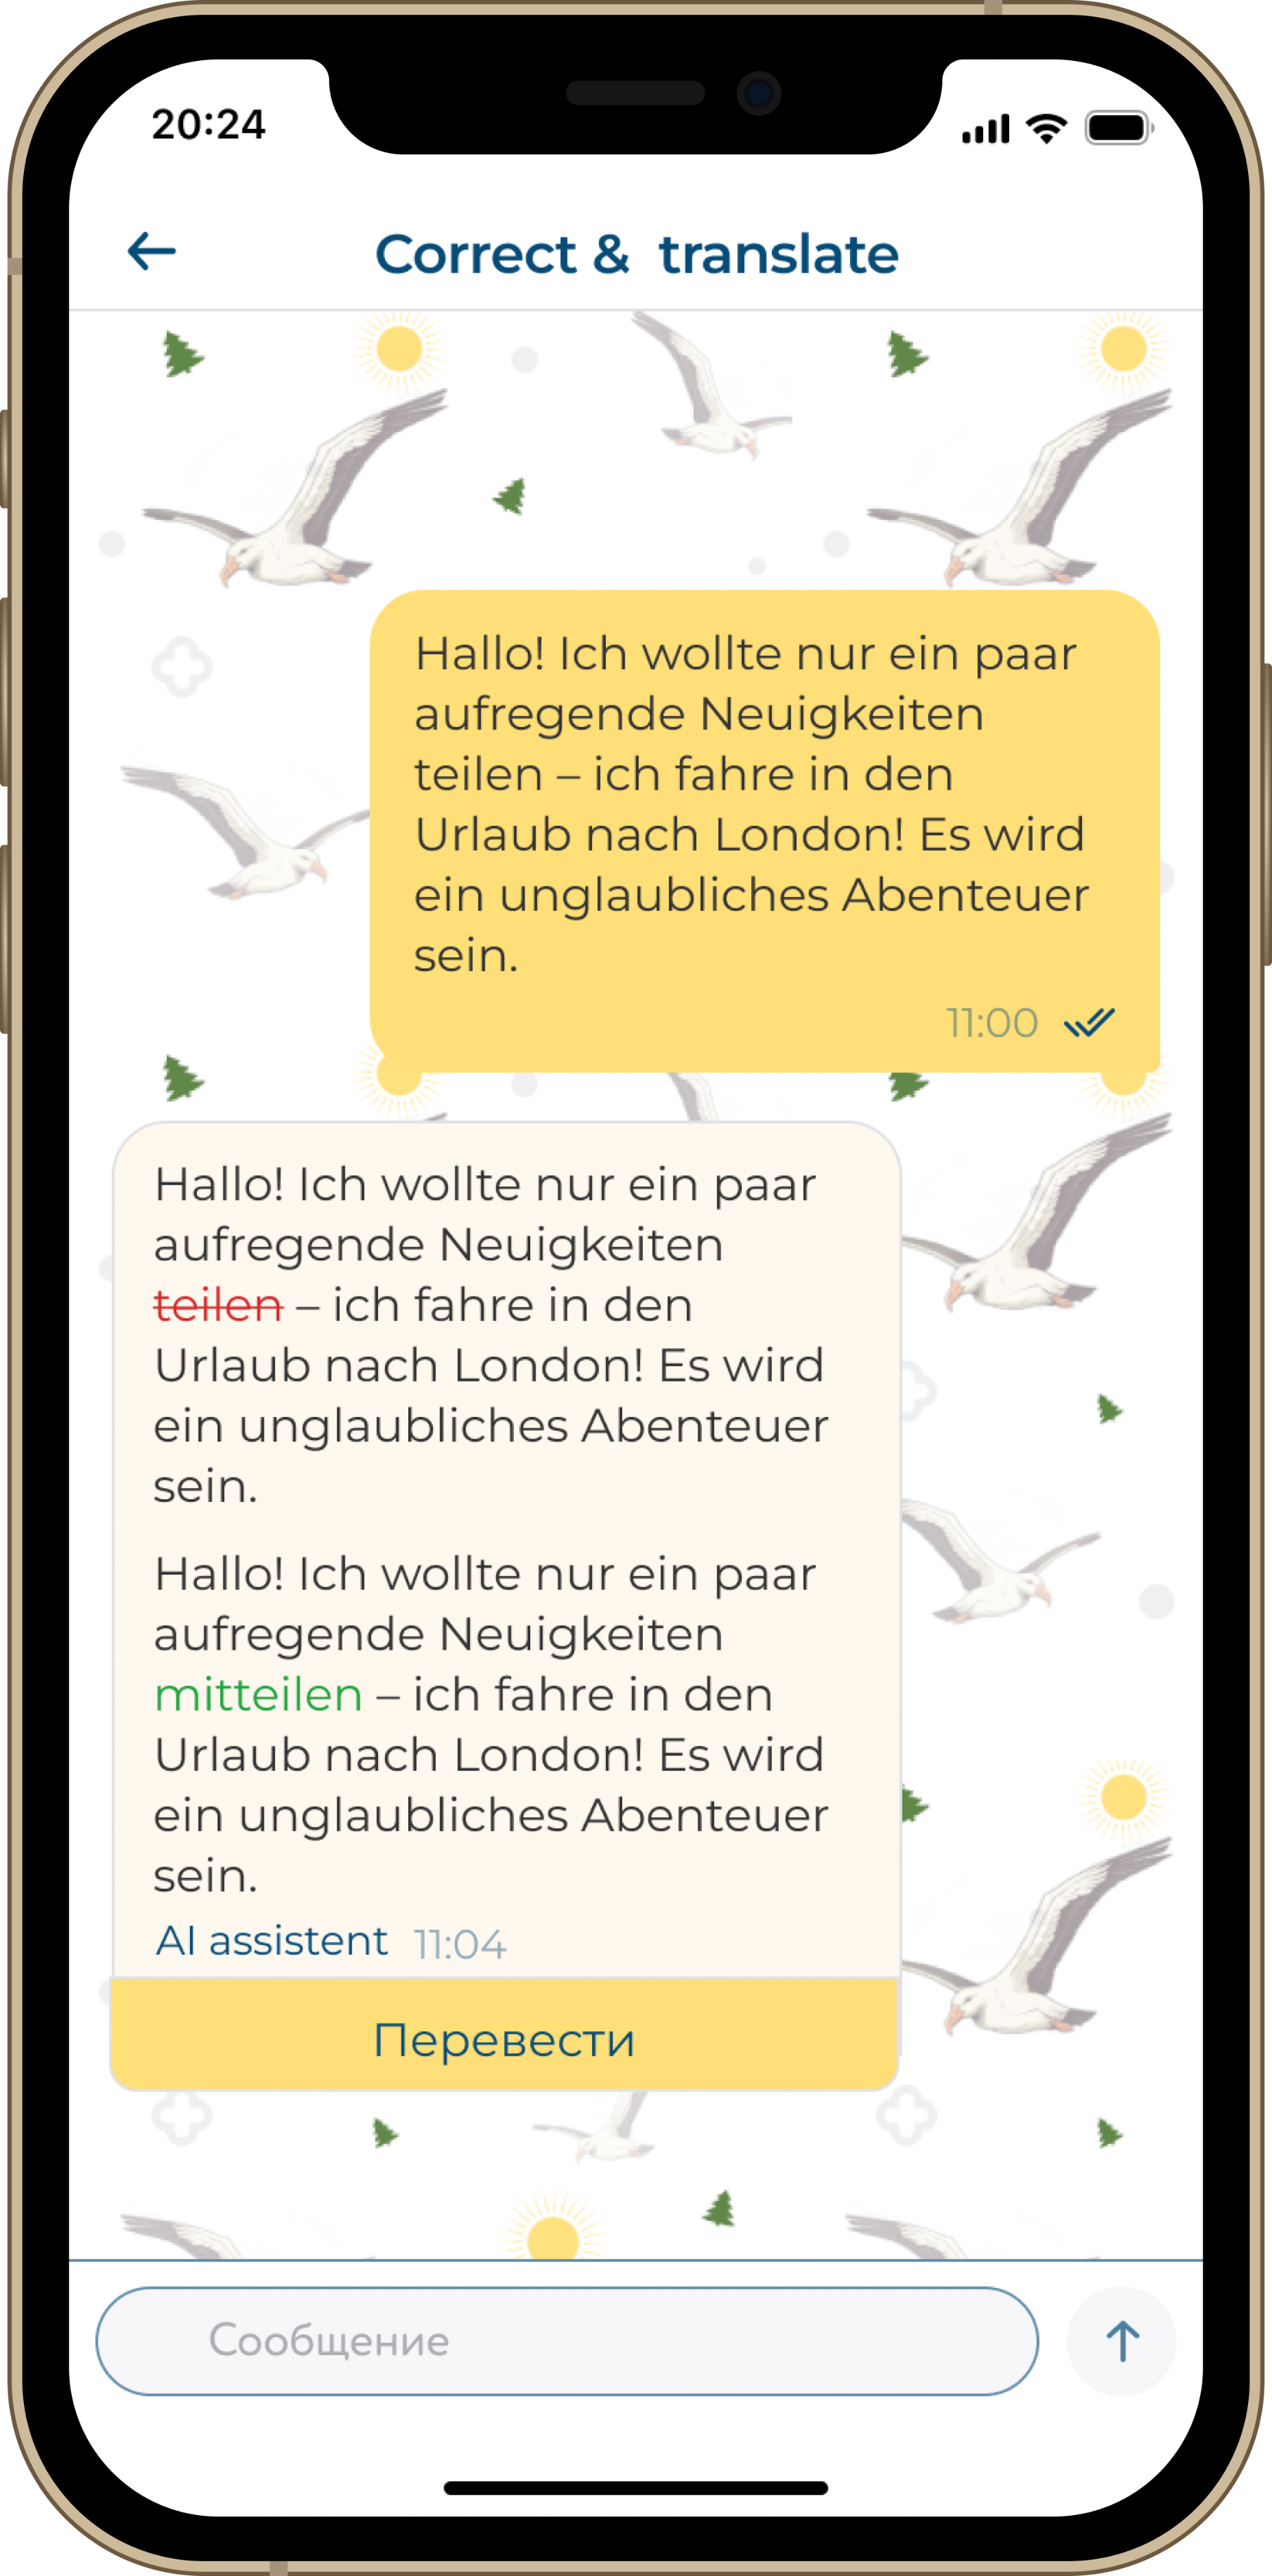 20:24
Correct & translate
Hallo! Ich wollte nur ein paar
aufregende Neuigkeiten
teilen – ich fahre in den
Urlaub nach London! Es wird
ein unglaubliches Abenteuer
sein.
11:00
Hallo! Ich wollte nur ein paar
aufregende Neuigkeiten
teilen – ich fahre in den
Urlaub nach London! Es wird
ein unglaubliches Abenteuer
sein.
Hallo! Ich wollte nur ein paar
aufregende Neuigkeiten
mitteilen – ich fahre in den
Urlaub nach London! Es wird
ein unglaubliches Abenteuer
sein.
AI assistent 11:04
Перевести
Сообщение